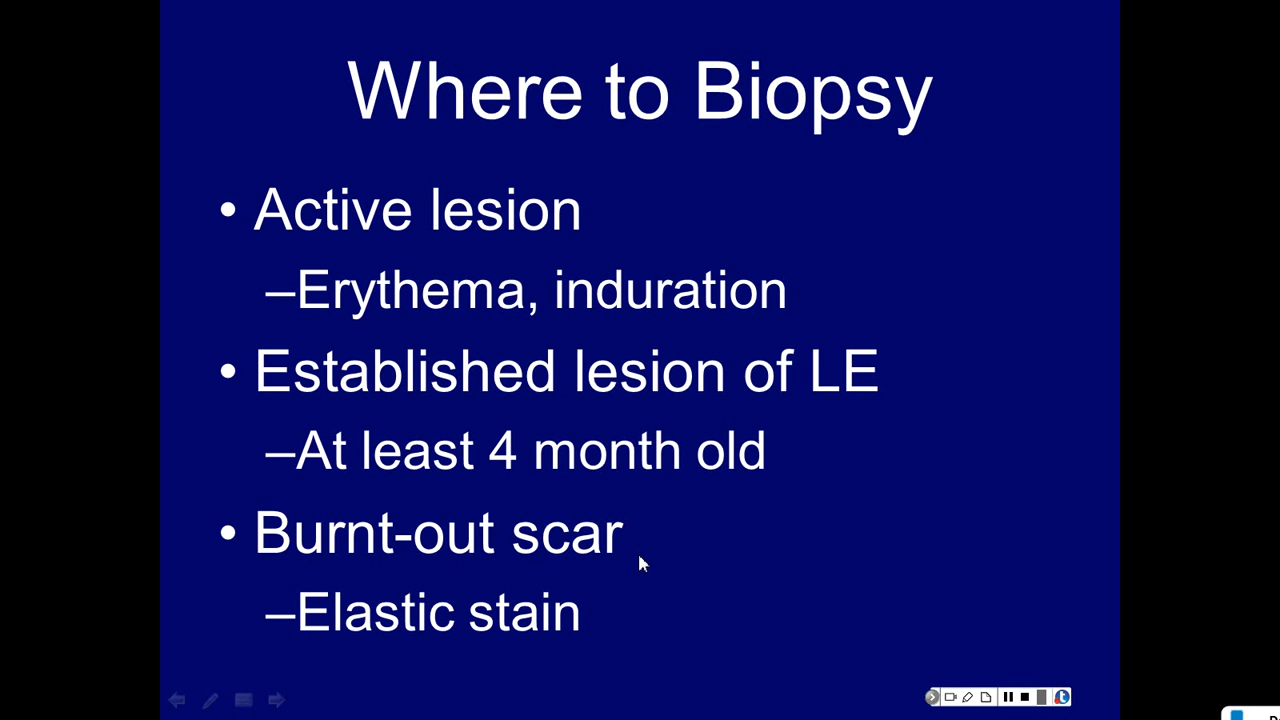 Where to Biopsy
• Active lesion
–Erythema, induration
• Established lesion of LE
–At least 4 month old
• Burnt-out scar
–Elastic stain